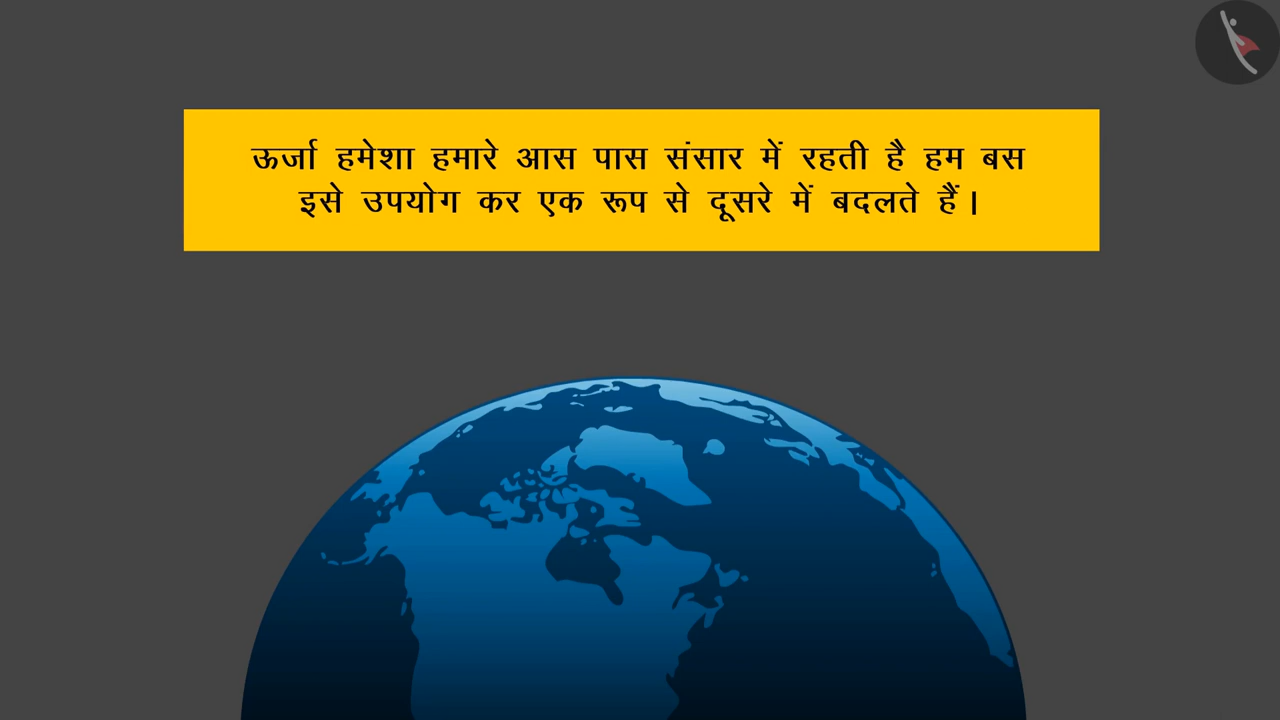 ऊर्जा हमेशा हमारे आस पास संसार में रहती है हम बस
इसे उपयोग कर एक रूप से दूसरे में बदलते हैं।